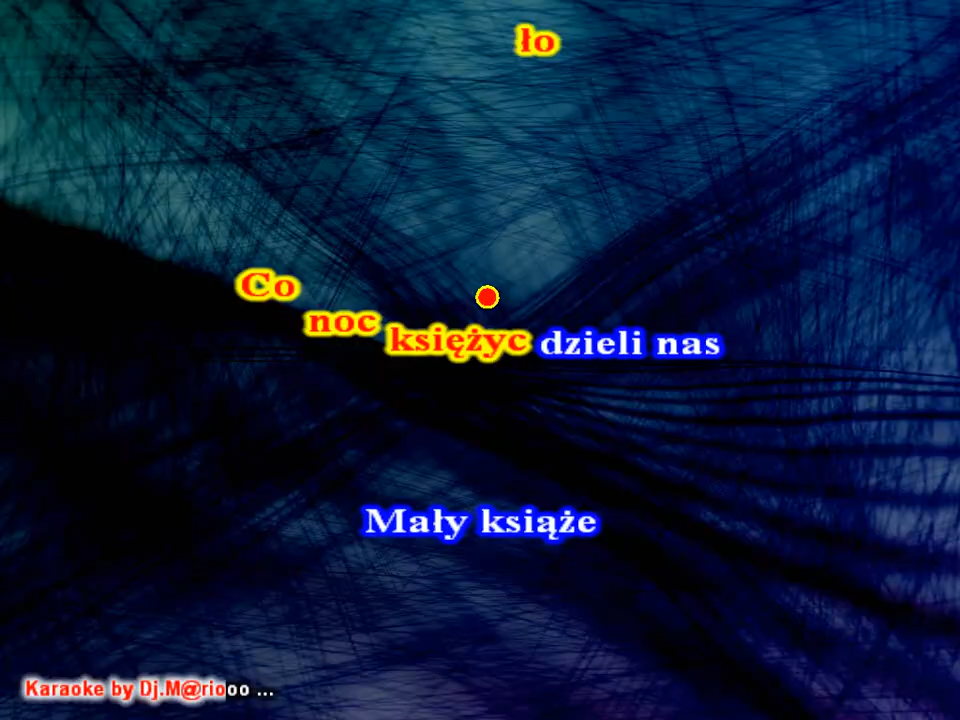 ło
Co noc księżyc dzieli nas
Mały książe
Karaoke by Dj.M@riooo ...